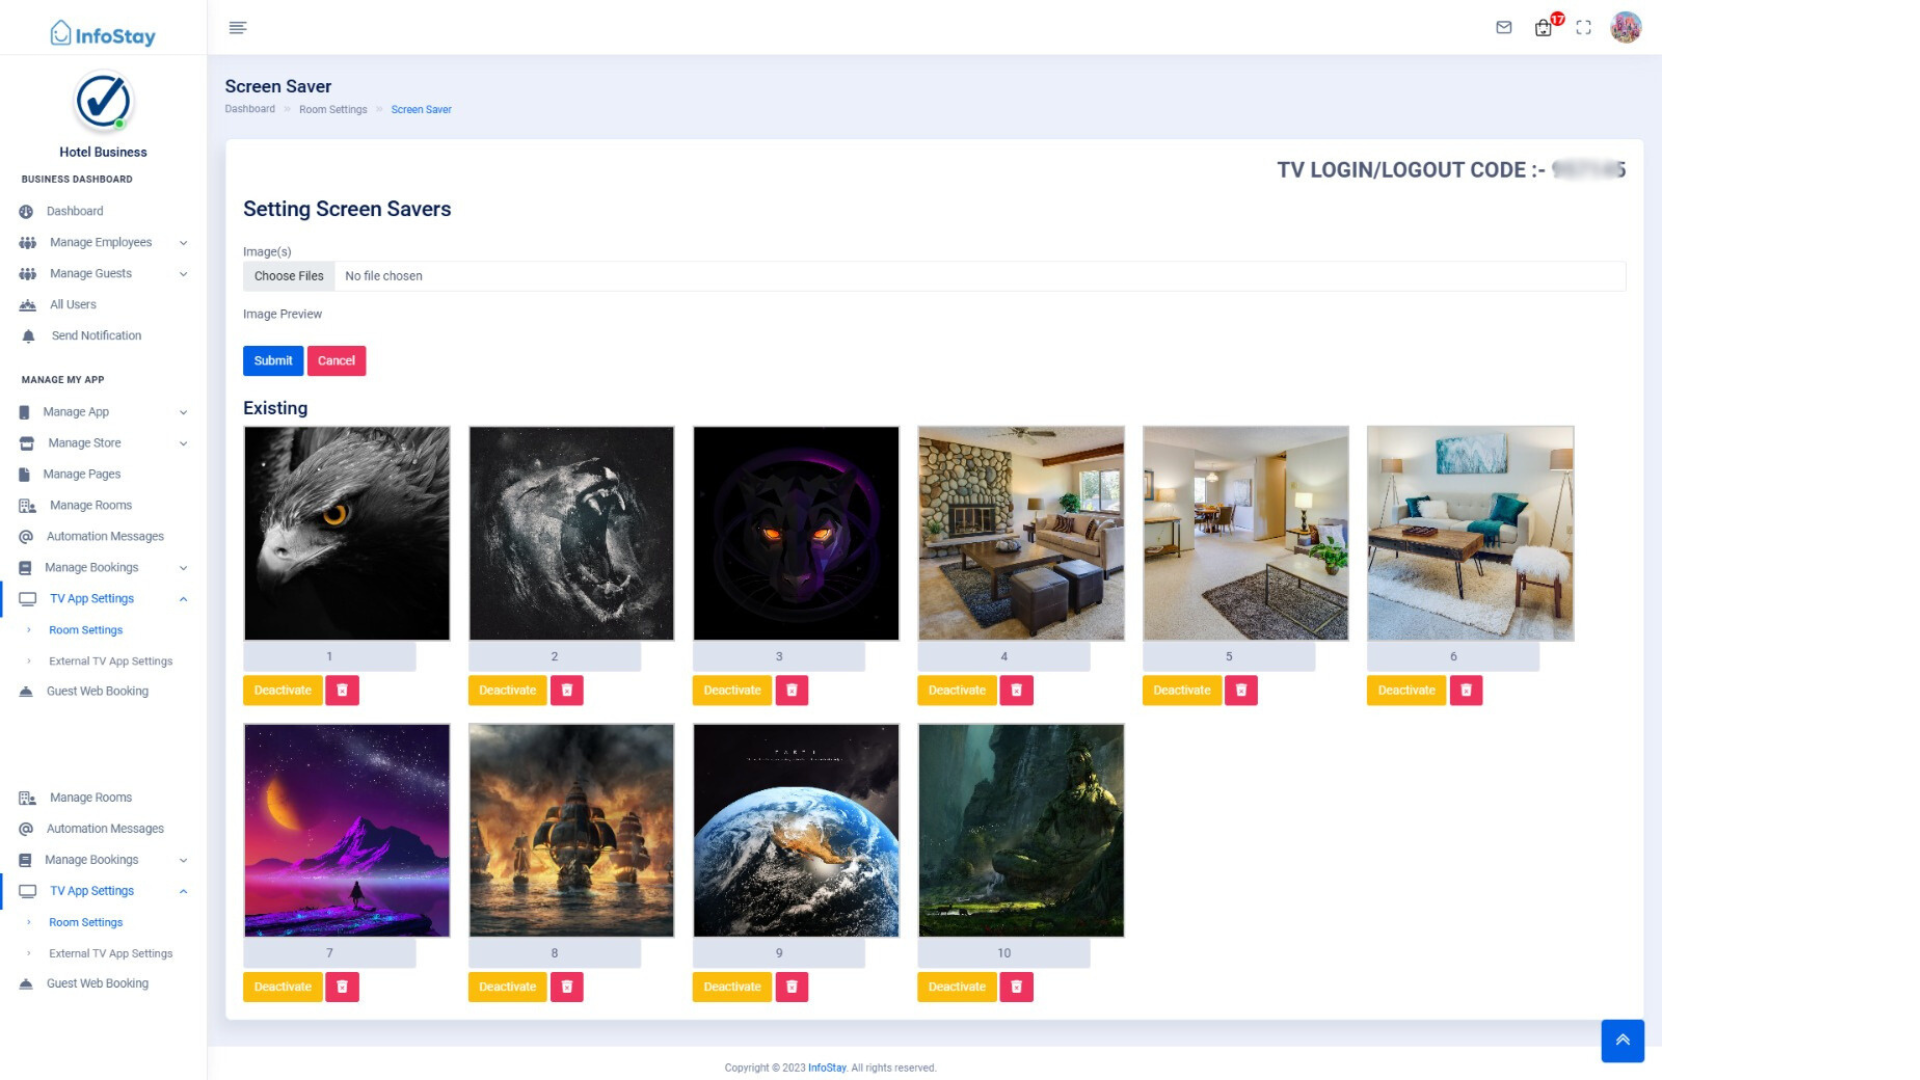 InfoStay
17
Hotel Business
BUSINESS DASHBOARD
Dashboard
Manage Employees
Manage Guests
All Users
Send Notification
MANAGE MY APP
Manage App
Manage Store
Manage Pages
Manage Rooms
Automation Messages
Manage Bookings
TV App Settings
Room Settings
External TV App Settings
Guest Web Booking
Manage Rooms
Automation Messages
Manage Bookings
TV App Settings
Room Settings
External TV App Settings
Guest Web Booking
Screen Saver
Dashboard » Room Settings » Screen Saver
TV LOGIN/LOGOUT CODE :-
Setting Screen Savers
Image(s)
Choose Files No file chosen
Image Preview
Submit Cancel
Existing
1 2 3 4 5 6
Deactivate Deactivate Deactivate Deactivate Deactivate Deactivate
7 8 9 10
Deactivate Deactivate Deactivate Deactivate
Copyright © 2023 InfoStay. All rights reserved.